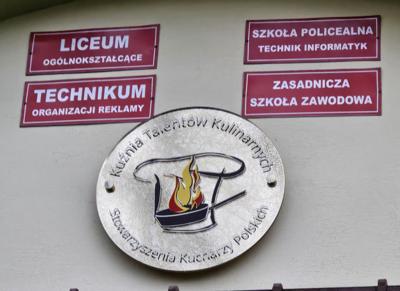 LICEUM
OGÓLNOKSZTAŁCĄCE
TECHNIKUM
ORGANIZACJI REKLAMY
SZKOŁA POLICEALNA
TECHNIK INFORMATYK
ZASADNICZA
SZKOŁA ZAWODOWA
Kuźnia Talentów Kulinarnych
Stowarzyszenia Kucharzy Polskich